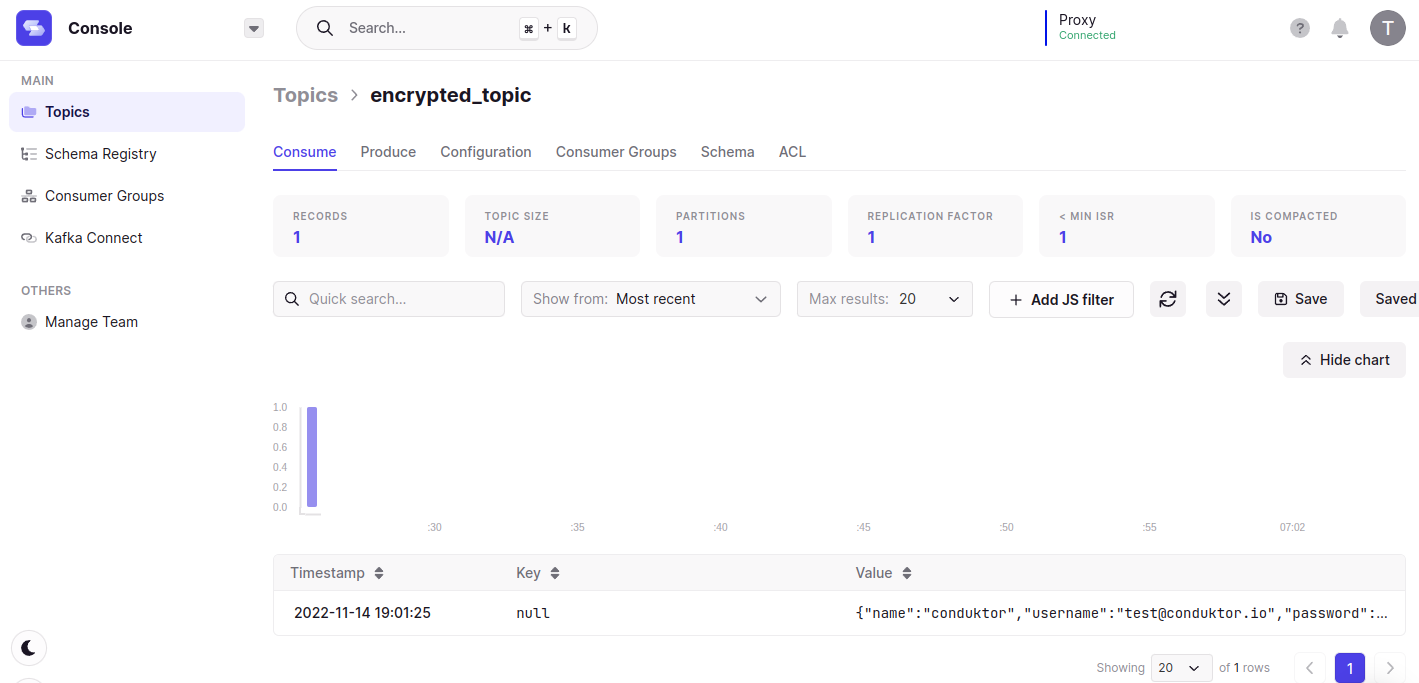 Console
Search...
⌘ + k
Proxy
Connected
?
T
MAIN
Topics
Schema Registry
Consumer Groups
Kafka Connect
OTHERS
Manage Team
Topics > encrypted_topic
Consume Produce Configuration Consumer Groups Schema ACL
RECORDS
1
TOPIC SIZE
N/A
PARTITIONS
1
REPLICATION FACTOR
1
< MIN ISR
1
IS COMPACTED
No
Quick search...
Show from: Most recent
Max results: 20
+ Add JS filter
Save
Saved
Hide chart
1.0
0.8
0.6
0.4
0.2
0.0
:30 :35 :40 :45 :50 :55 07:02
Timestamp Key Value
2022-11-14 19:01:25 null {"name":"conduktor","username":"test@conduktor.io","password":...
Showing 20 of 1 rows
1